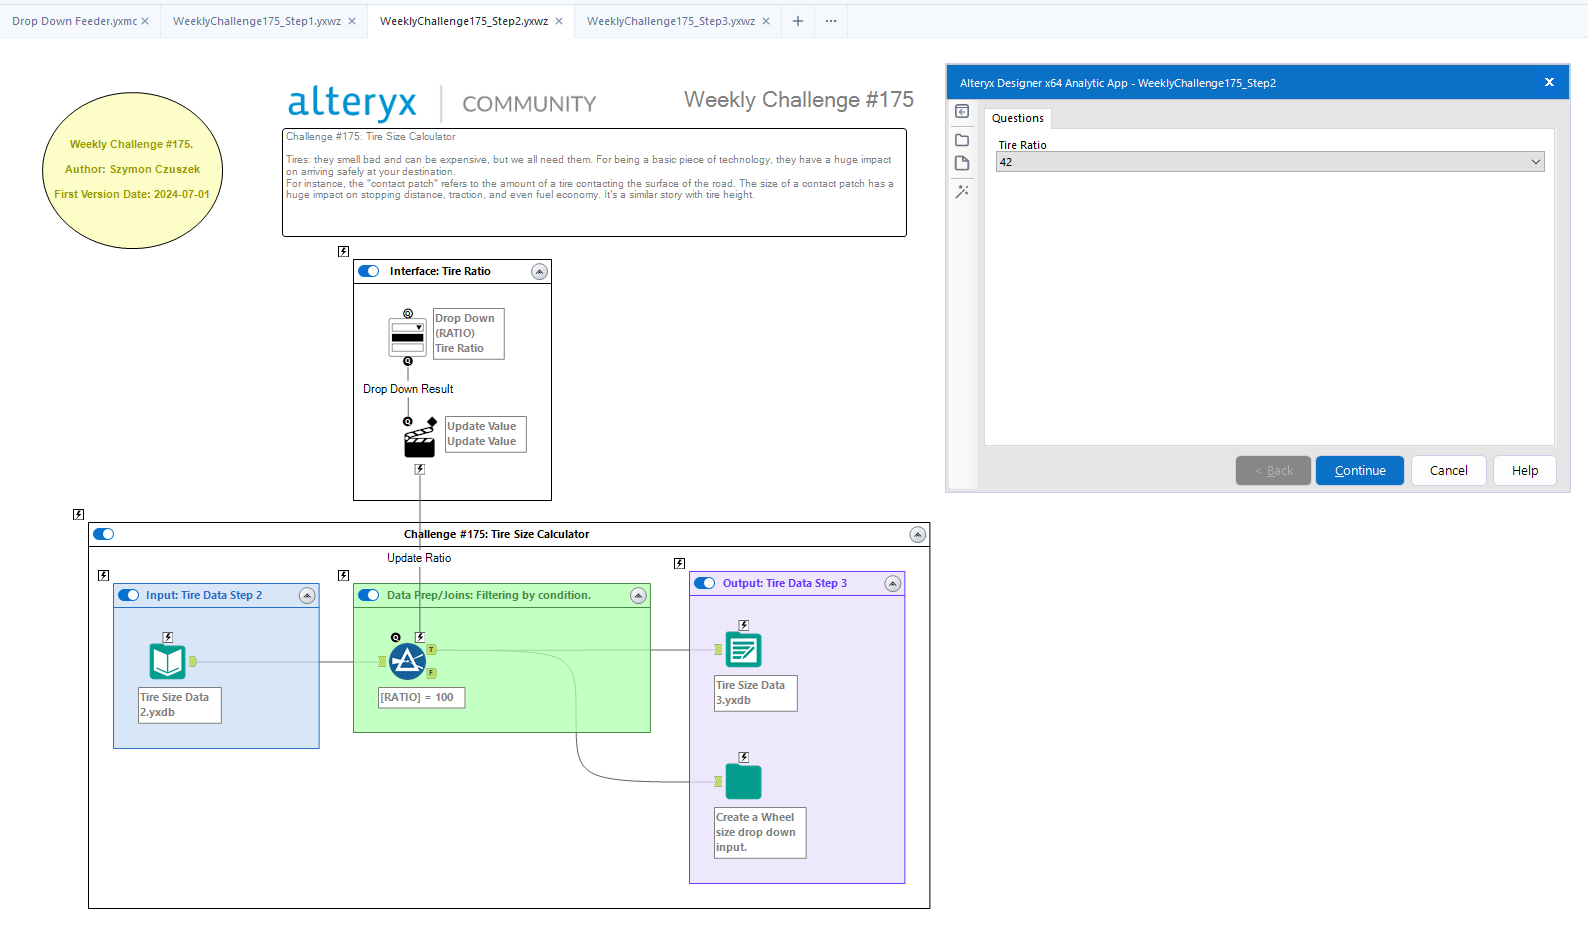 Drop Down Feeder.yxmc
WeeklyChallenge175_Step1.yxwz
WeeklyChallenge175_Step2.yxwz
WeeklyChallenge175_Step3.yxwz
Weekly Challenge #175.
Author: Szymon Czuszek
First Version Date: 2024-07-01
alteryx COMMUNITY
Weekly Challenge #175
Challenge #175: Tire Size Calculator
Tires: they smell bad and can be expensive, but we all need them. For being a basic piece of technology, they have a huge impact
on arriving safely at your destination.
For instance, the "contact patch" refers to the amount of a tire contacting the surface of the road. The size of a contact patch has a
huge impact on stopping distance, traction, and even fuel economy. It's a similar story with tire height.
Alteryx Designer x64 Analytic App - WeeklyChallenge175_Step2
Questions
Tire Ratio
42
< Back
Continue
Cancel
Help
Interface: Tire Ratio
Drop Down
(RATIO)
Tire Ratio
Drop Down Result
Update Value
Update Value
Challenge #175: Tire Size Calculator
Update Ratio
Input: Tire Data Step 2
Tire Size Data
2.yxdb
Data Prep/Joins: Filtering by condition.
T
F
[RATIO] = 100
Output: Tire Data Step 3
Tire Size Data
3.yxdb
Create a Wheel
size drop down
input.